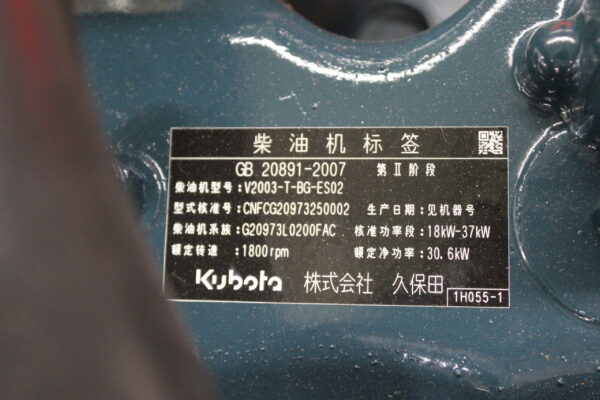 柴油机标签
GB 20891-2007 第Ⅱ阶段
柴油机型号:V2003-T-BG-ES02
型式核准号:CNFCG20973250002 生产日期:见机器号
柴油机系族:G20973L0200FAC 核准功率段:18kW-37kW
额定转速:1800rpm 额定净功率:30.6kW
Kubota 株式会社 久保田
1H055-1